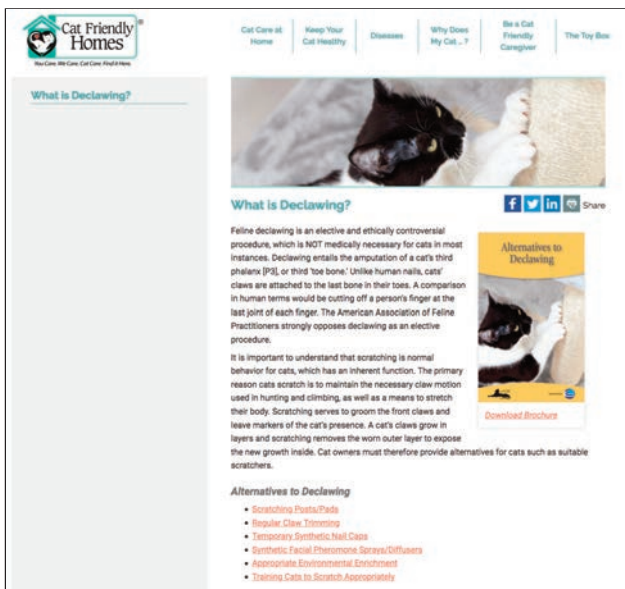 Cat Friendly
Homes®
You Care. We Care. Cat Care. Find it Here.
Cat Care at
Home
Keep Your
Cat Healthy
Diseases
Why Does
My Cat ... ?
Be a Cat
Friendly
Caregiver
The Toy Box
What is Declawing?
What is Declawing?
Share
Feline declawing is an elective and ethically controversial
procedure, which is NOT medically necessary for cats in most
instances. Declawing entails the amputation of a cat's third
phalanx [P3], or third 'toe bone.' Unlike human nails, cats'
claws are attached to the last bone in their toes. A comparison
in human terms would be cutting off a person's finger at the
last joint of each finger. The American Association of Feline
Practitioners strongly opposes declawing as an elective
procedure.
Alternatives to
Declawing
Download Brochure
It is important to understand that scratching is normal
behavior for cats, which has an inherent function. The primary
reason cats scratch is to maintain the necessary claw motion
used in hunting and climbing, as well as a means to stretch
their body. Scratching serves to groom the front claws and
leave markers of the cat's presence. A cat's claws grow in
layers and scratching removes the worn outer layer to expose
the new growth inside. Cat owners must therefore provide alternatives for cats such as suitable
scratchers.
Alternatives to Declawing
• Scratching Posts/Pads
• Regular Claw Trimming
• Temporary Synthetic Nail Caps
• Synthetic Facial Pheromone Sprays/Diffusers
• Appropriate Environmental Enrichment
• Training Cats to Scratch Appropriately